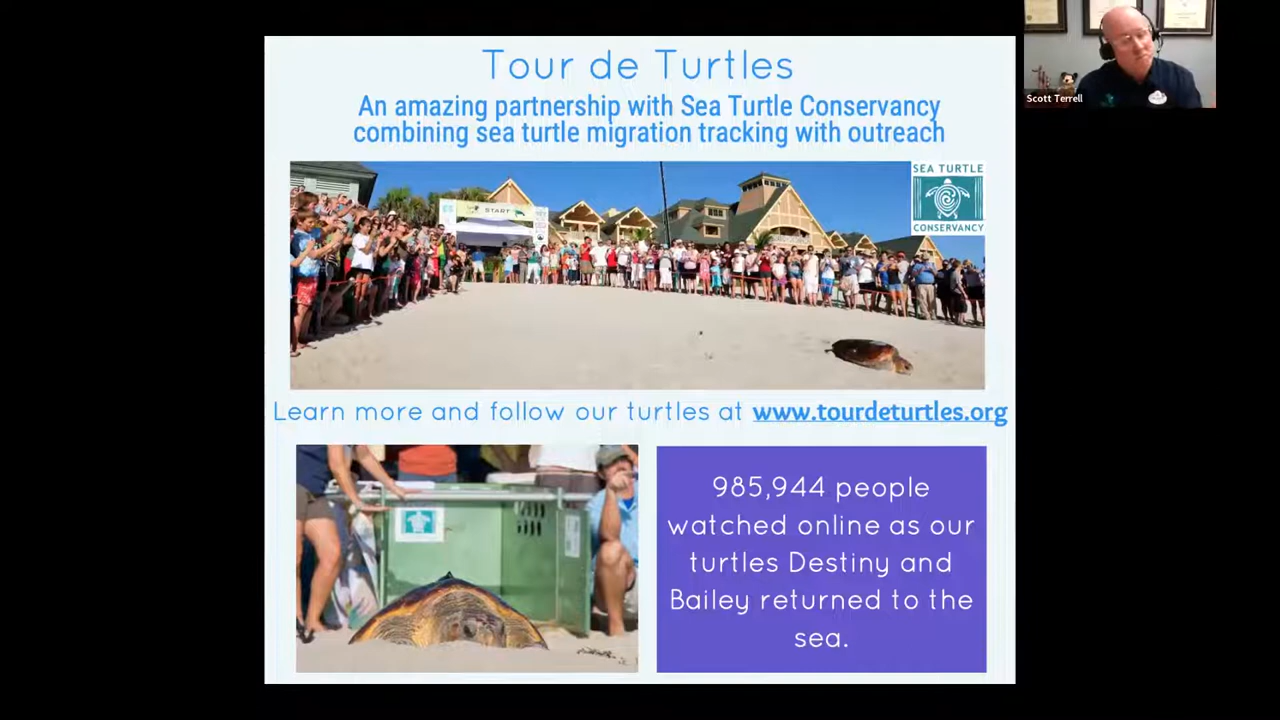 Tour de Turtles
An amazing partnership with Sea Turtle Conservancy
combining sea turtle migration tracking with outreach
SEA TURTLE
CONSERVANCY
START
Learn more and follow our turtles at www.tourdeturtles.org
985,944 people
watched online as our
turtles Destiny and
Bailey returned to the
sea.
Scott Terrell